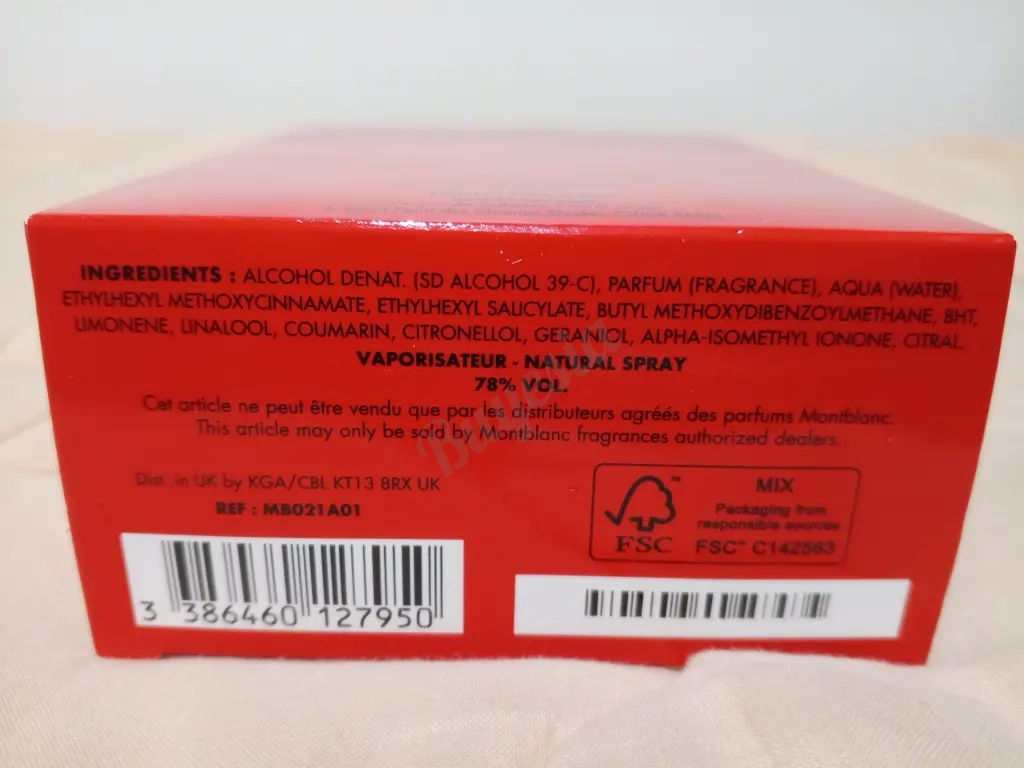 INGREDIENTS : ALCOHOL DENAT. (SD ALCOHOL 39-C), PARFUM (FRAGRANCE), AQUA (WATER),
ETHYLHEXYL METHOXYCINNAMATE, ETHYLHEXYL SALICYLATE, BUTYL METHOXYDIBENZOYLMETHANE, BHT,
LIMONENE, LINALOOL, COUMARIN, CITRONELLOL, GERANIOL, ALPHA-ISOMETHYL IONONE, CITRAL.
VAPORISATEUR - NATURAL SPRAY
78% VOL.
Cet article ne peut être vendu que par les distributeurs agréés des parfums Montblanc.
This article may only be sold by Montblanc fragrances authorized dealers.
Dist. in UK by KGA/CBL KT13 8RX UK
REF : MB021A01
3 386460 127950
FSC™
MIX
Packaging from
responsible sources
FSC® C142563